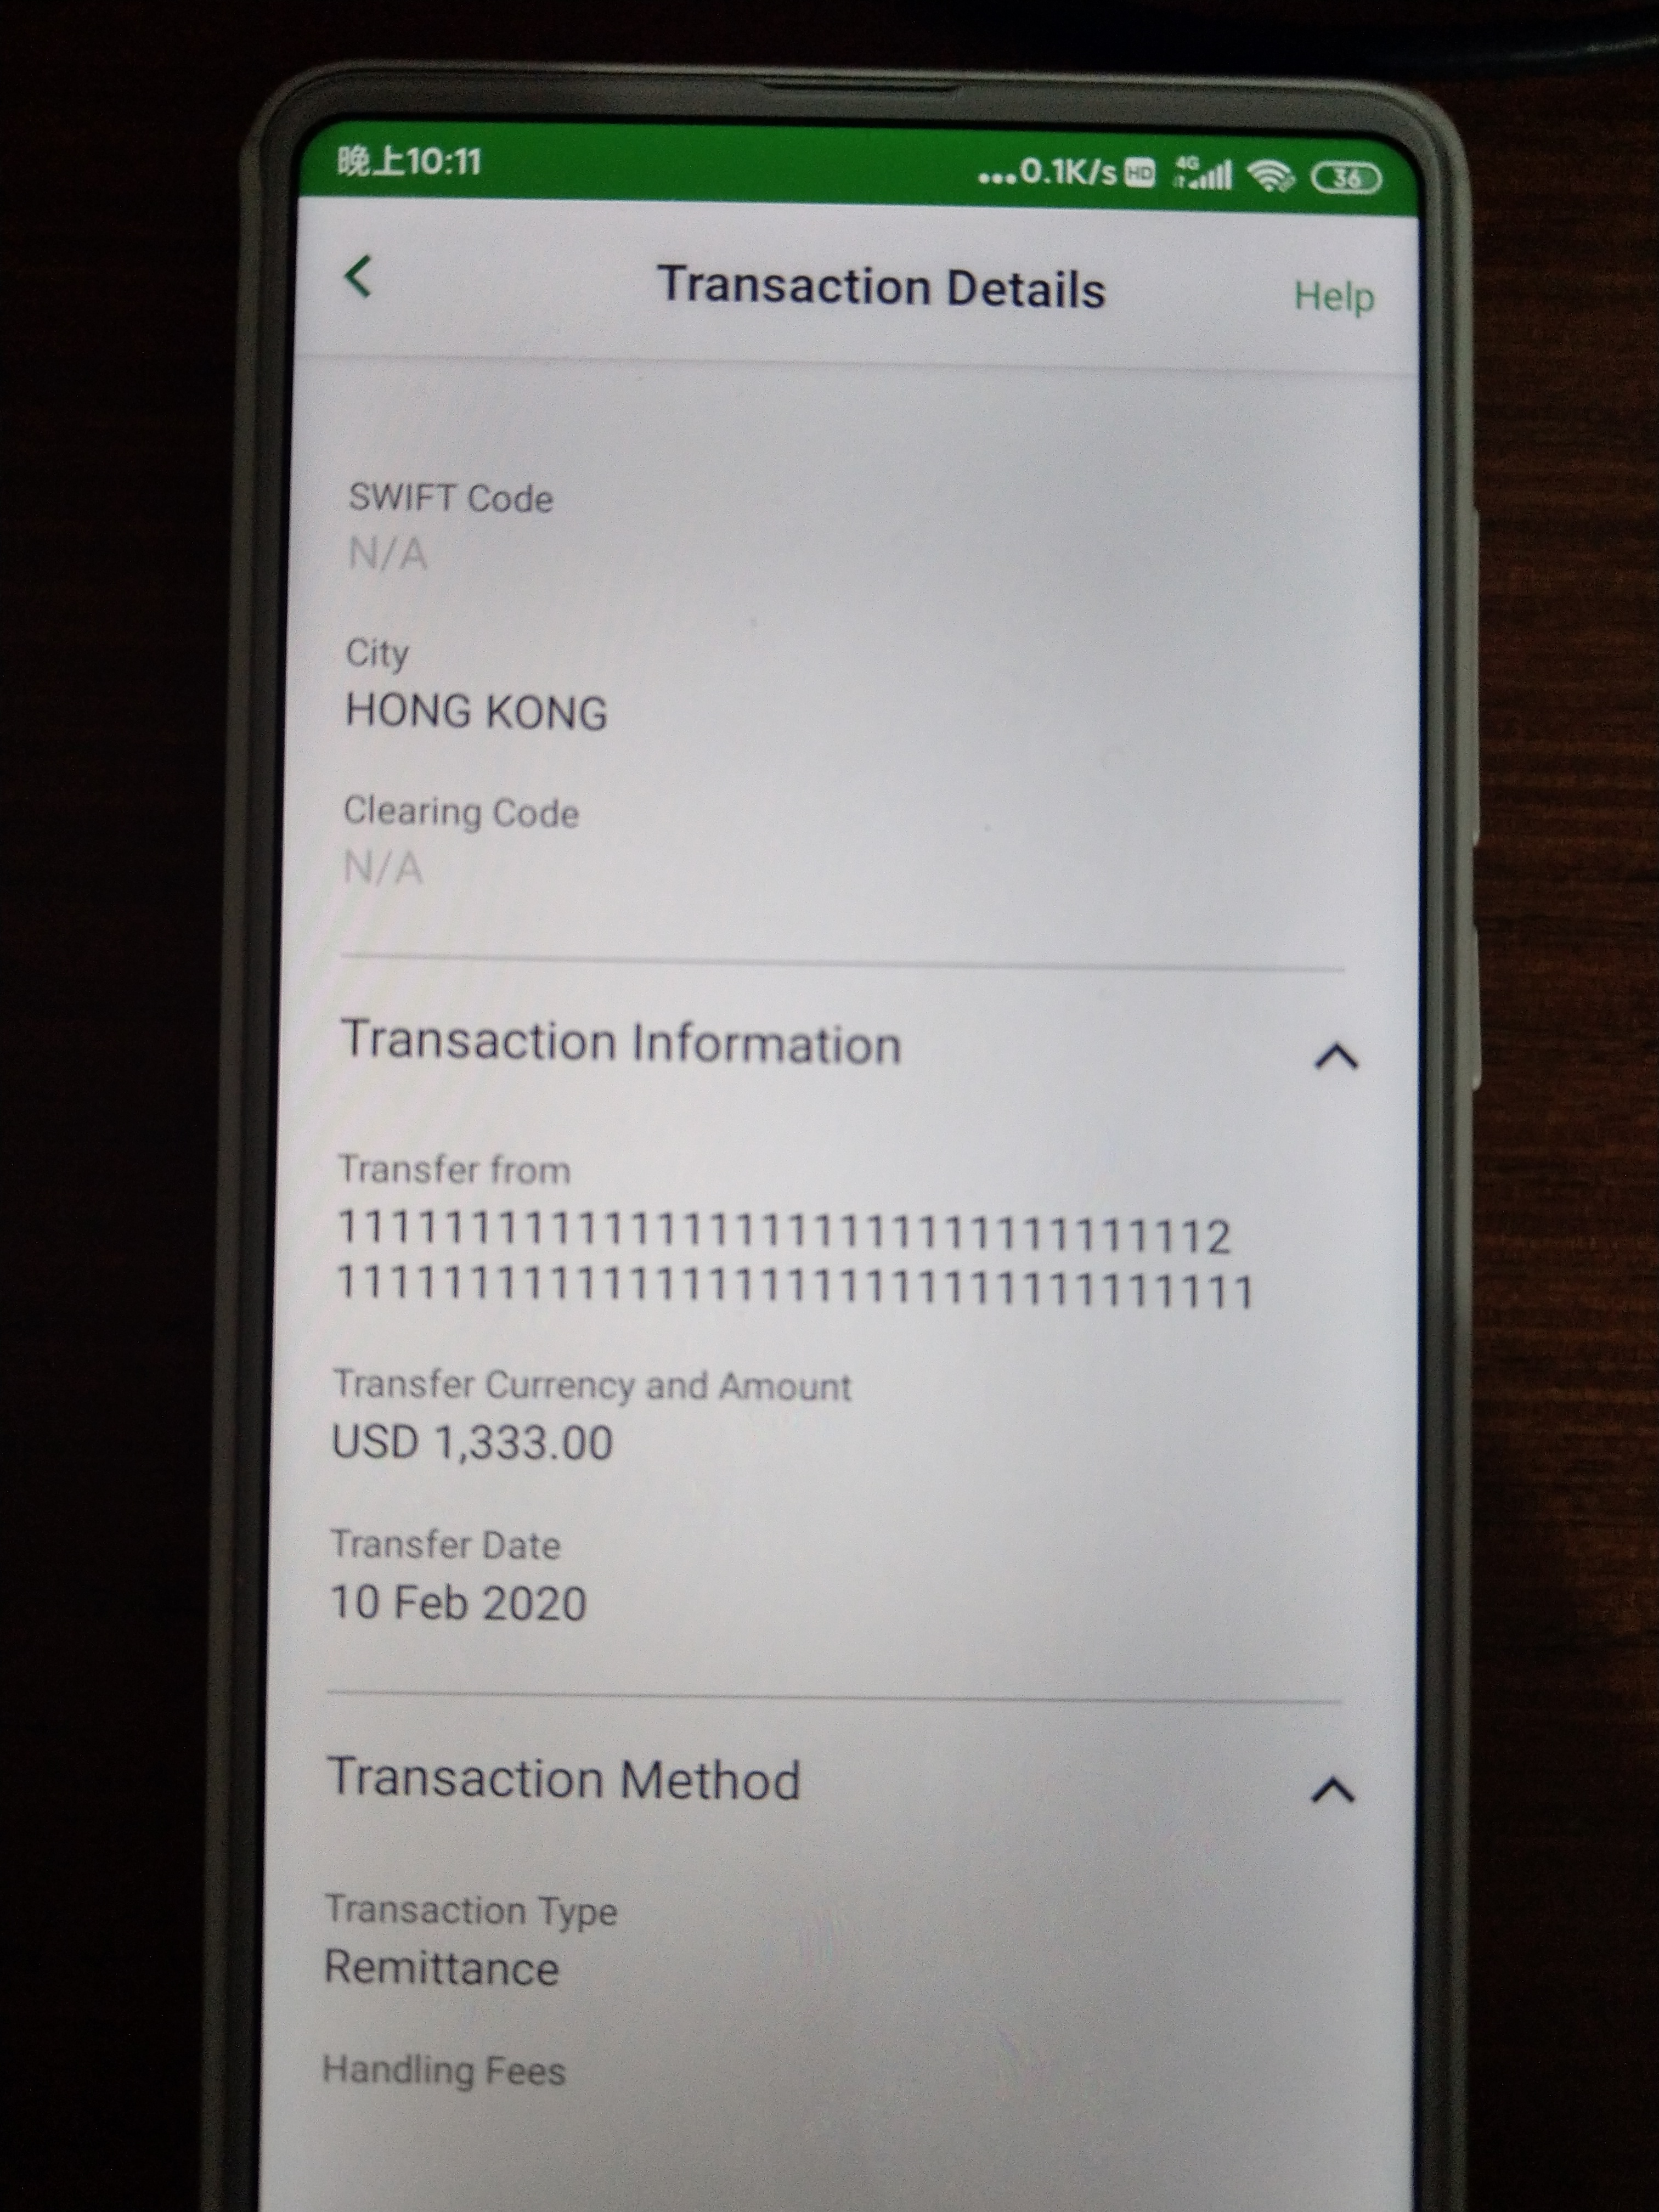 晚上10:11
...0.1K/s HD 4G 36
Transaction Details
Help
SWIFT Code
N/A
City
HONG KONG
Clearing Code
N/A
Transaction Information
Transfer from
1111111111111111111111111111111112
11111111111111111111111111111111111
Transfer Currency and Amount
USD 1,333.00
Transfer Date
10 Feb 2020
Transaction Method
Transaction Type
Remittance
Handling Fees